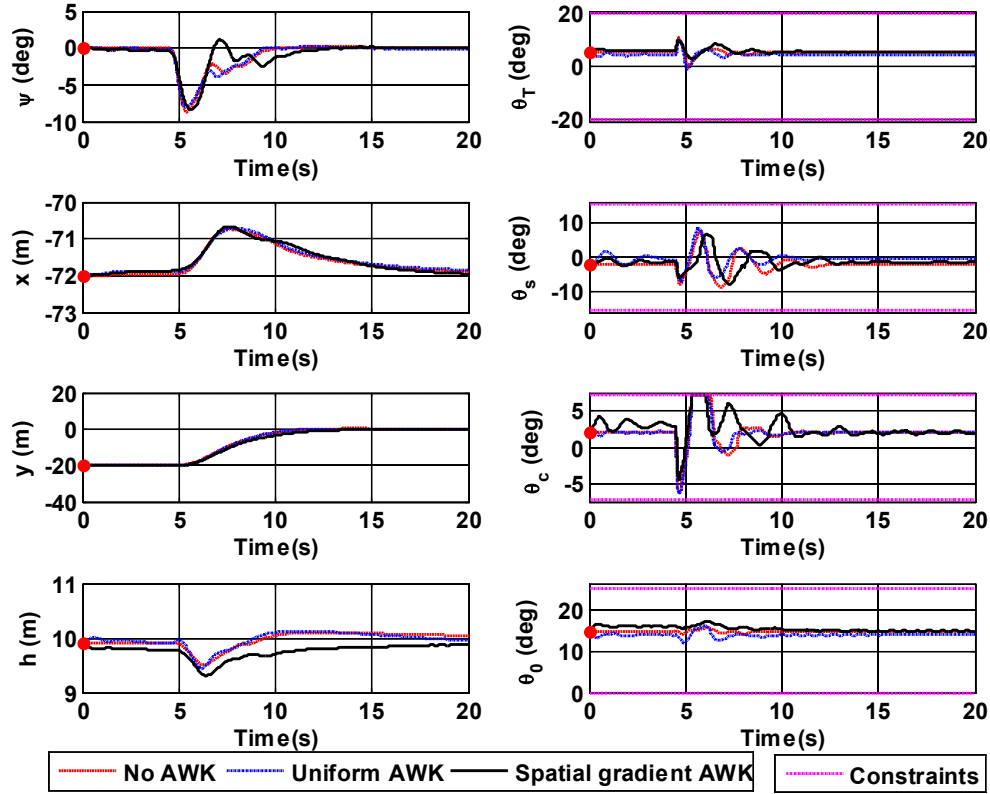 ψ (deg)
0
-5
-10
0 5 10 15 20
Time(s)
θT (deg)
20
0
-20
0 5 10 15 20
Time(s)
x (m)
-70
-71
-72
-73
0 5 10 15 20
Time(s)
θs (deg)
10
0
-10
0 5 10 15 20
Time(s)
y (m)
20
0
-20
-40
0 5 10 15 20
Time(s)
θc (deg)
5
0
-5
0 5 10 15 20
Time(s)
h (m)
11
10
9
0 5 10 15 20
Time(s)
θ0 (deg)
20
10
0
0 5 10 15 20
Time(s)
No AWK Uniform AWK Spatial gradient AWK Constraints